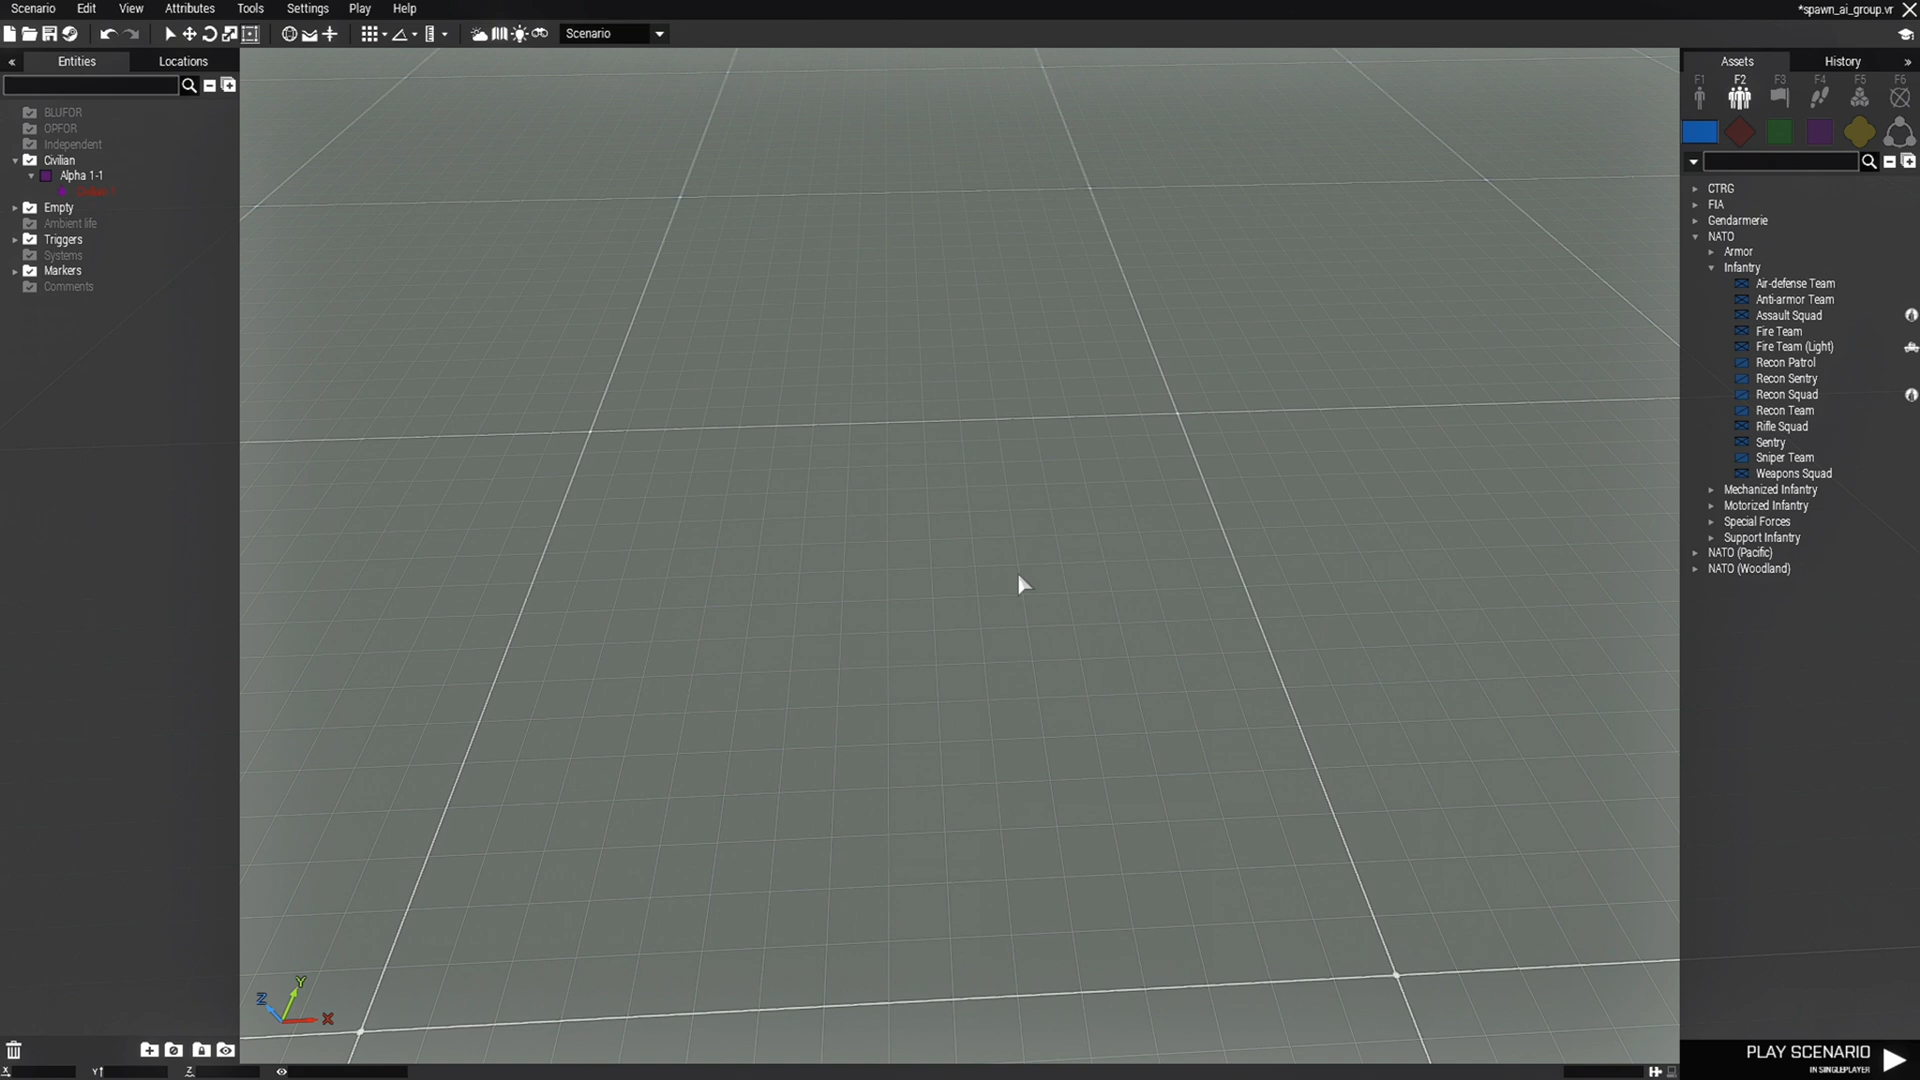 Scenario Edit View Attributes Tools Settings Play Help *spawn_ai_group.vr
Scenario
Entities Locations
BLUFOR
OPFOR
Independent
Civilian
Alpha 1-1
Empty
Ambient life
Triggers
Systems
Markers
Comments
Assets History
F1 F2 F3 F4 F5 F6
CTRG
FIA
Gendarmerie
NATO
Armor
Infantry
Air-defense Team
Anti-armor Team
Assault Squad
Fire Team
Fire Team (Light)
Recon Patrol
Recon Sentry
Recon Squad
Recon Team
Rifle Squad
Sentry
Sniper Team
Weapons Squad
Mechanized Infantry
Motorized Infantry
Special Forces
Support Infantry
NATO (Pacific)
NATO (Woodland)
Z Y X
PLAY SCENARIO
IN SINGLEPLAYER
X Y Z